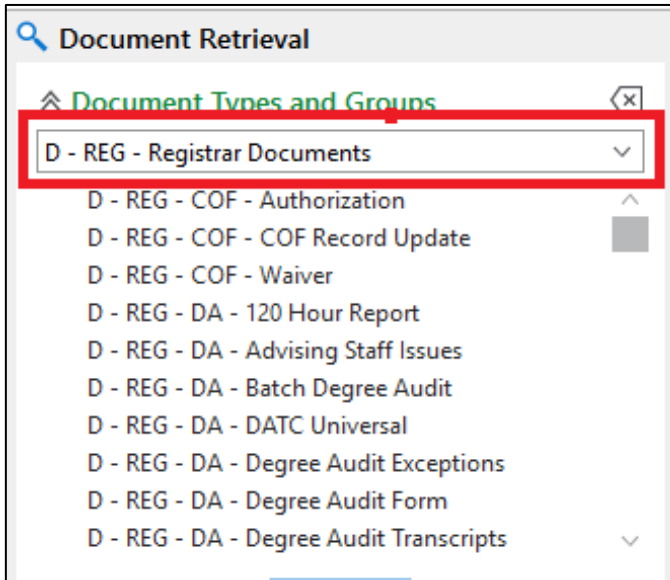 Document Retrieval
Document Types and Groups
D - REG - Registrar Documents
D - REG - COF - Authorization
D - REG - COF - COF Record Update
D - REG - COF - Waiver
D - REG - DA - 120 Hour Report
D - REG - DA - Advising Staff Issues
D - REG - DA - Batch Degree Audit
D - REG - DA - DATC Universal
D - REG - DA - Degree Audit Exceptions
D - REG - DA - Degree Audit Form
D - REG - DA - Degree Audit Transcripts